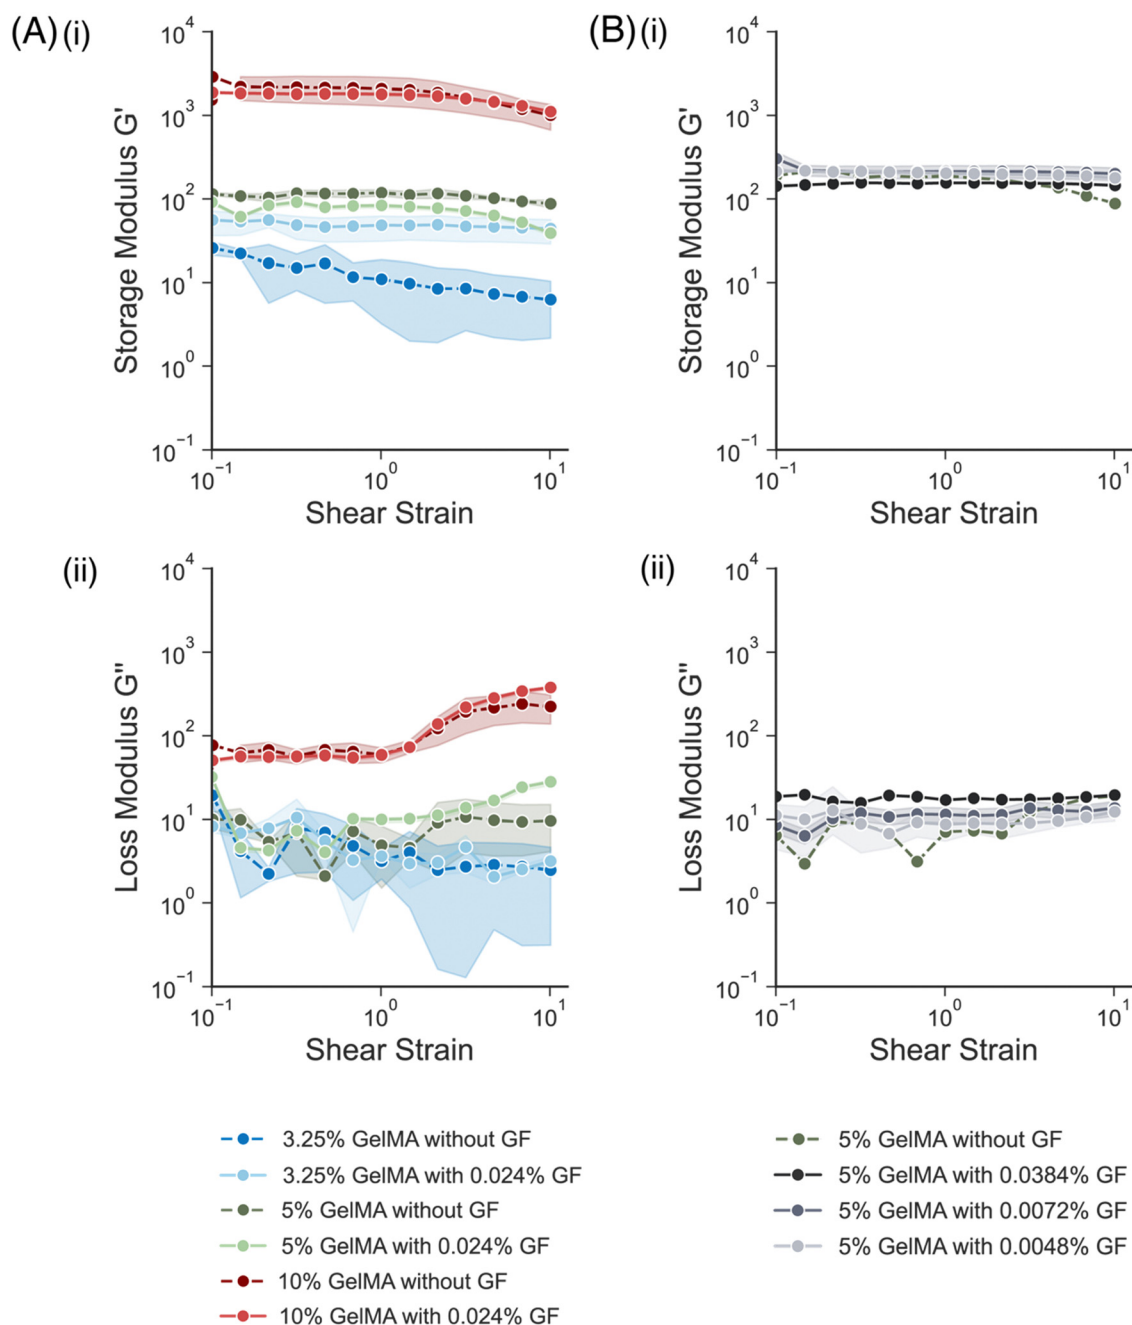 (A) (i)
Storage Modulus G'
10^4
10^3
10^2
10^1
10^0
10^−1
10^−1 10^0 10^1
Shear Strain
(B) (i)
Storage Modulus G'
10^4
10^3
10^2
10^1
10^0
10^−1
10^−1 10^0 10^1
Shear Strain
(ii)
Loss Modulus G"
10^4
10^3
10^2
10^1
10^0
10^−1
10^−1 10^0 10^1
Shear Strain
(ii)
Loss Modulus G"
10^4
10^3
10^2
10^1
10^0
10^−1
10^−1 10^0 10^1
Shear Strain
3.25% GelMA without GF
3.25% GelMA with 0.024% GF
5% GelMA without GF
5% GelMA with 0.024% GF
10% GelMA without GF
10% GelMA with 0.024% GF
5% GelMA without GF
5% GelMA with 0.0384% GF
5% GelMA with 0.0072% GF
5% GelMA with 0.0048% GF